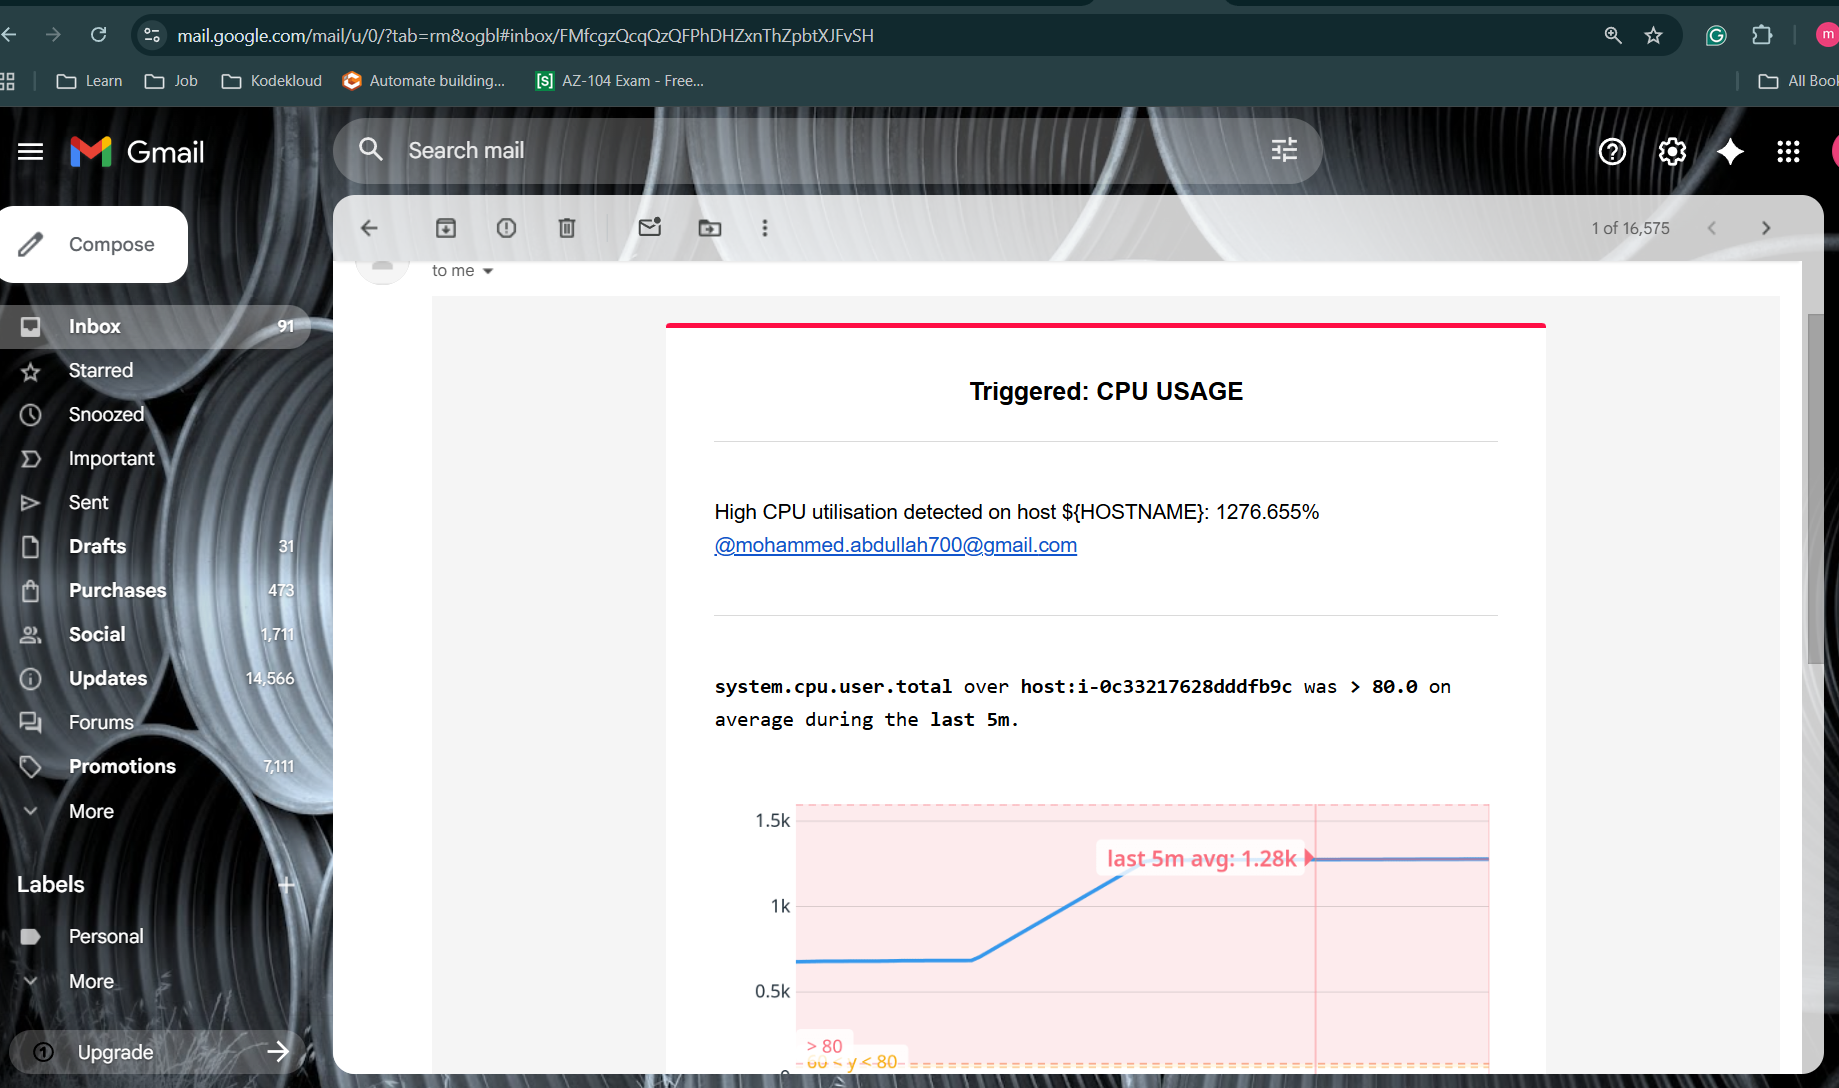 mail.google.com/mail/u/0/?tab=rm&ogbl#inbox/FMfcgzQcqQzQFPhDHZxnThZpbtXJFvSH
m
Learn
Job
Kodekloud
Automate building...
[S]
AZ-104 Exam - Free...
All Book
Gmail
Search mail
Compose
1 of 16,575
to me
Inbox 91
Starred
Snoozed
Important
Sent
Drafts 31
Purchases 473
Social 1,711
Updates 14,566
Forums
Promotions 7,111
More
Labels
Personal
More
Upgrade
Triggered: CPU USAGE
High CPU utilisation detected on host ${HOSTNAME}: 1276.655%
@mohammed.abdullah700@gmail.com
system.cpu.user.total over host:i-0c33217628dddfb9c was > 80.0 on
average during the last 5m.
1.5k
last 5m avg: 1.28k
1k
0.5k
> 80
60 < y < 80